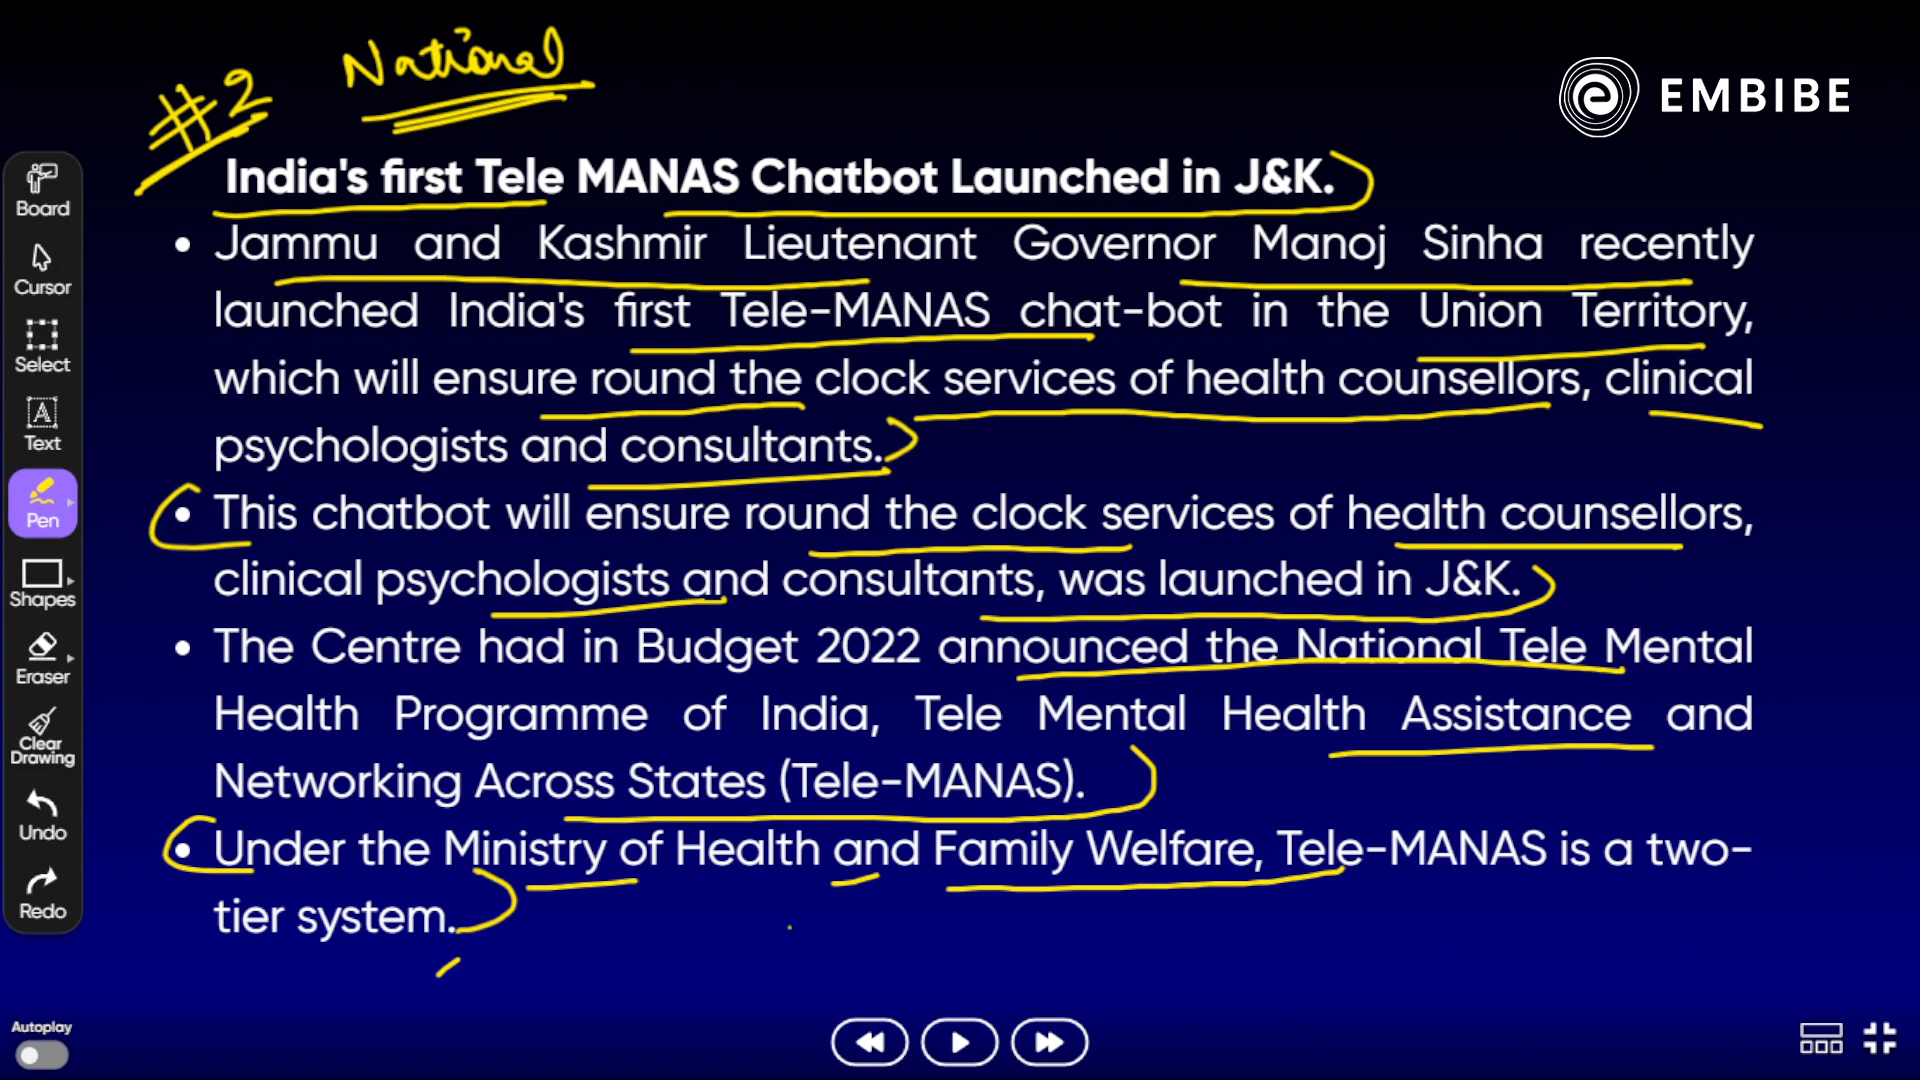 #2 National
EMBIBE
India's first Tele MANAS Chatbot Launched in J&K.
• Jammu and Kashmir Lieutenant Governor Manoj Sinha recently
launched India's first Tele-MANAS chat-bot in the Union Territory,
which will ensure round the clock services of health counsellors, clinical
psychologists and consultants.
• This chatbot will ensure round the clock services of health counsellors,
clinical psychologists and consultants, was launched in J&K.
• The Centre had in Budget 2022 announced the National Tele Mental
Health Programme of India, Tele Mental Health Assistance and
Networking Across States (Tele-MANAS).
• Under the Ministry of Health and Family Welfare, Tele-MANAS is a two-
tier system.
Board
Cursor
Select
Text
Pen
Shapes
Eraser
Clear
Drawing
Undo
Redo
Autoplay